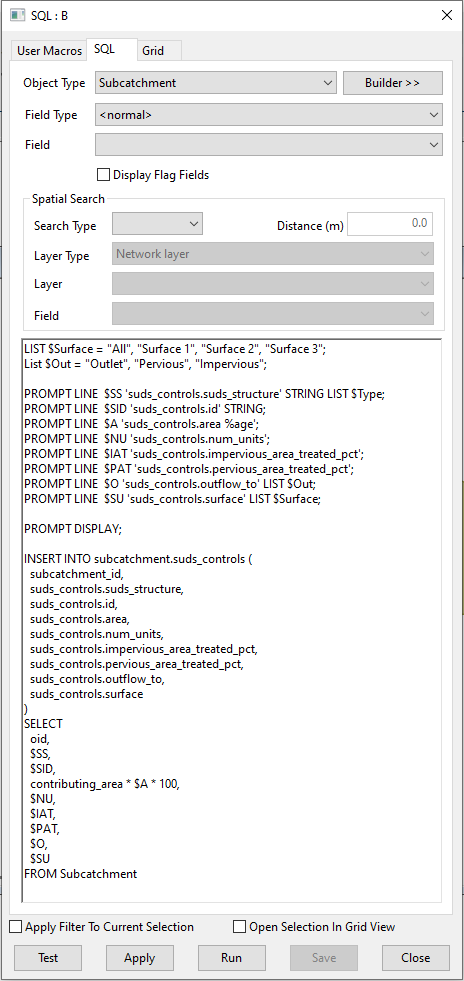 SQL : B
User Macros SQL Grid
Object Type Subcatchment Builder >>
Field Type <normal>
Field
Display Flag Fields
Spatial Search
Search Type Distance (m) 0.0
Layer Type Network layer
Layer
Field
LIST $Surface = "All", "Surface 1", "Surface 2", "Surface 3";
List $Out = "Outlet", "Pervious", "Impervious";
PROMPT LINE  $SS 'suds_controls.suds_structure' STRING LIST $Type;
PROMPT LINE  $SSID 'suds_controls.id' STRING;
PROMPT LINE  $A 'suds_controls.area %age';
PROMPT LINE  $NU 'suds_controls.num_units';
PROMPT LINE  $IAT 'suds_controls.impervious_area_treated_pct';
PROMPT LINE  $PAT 'suds_controls.pervious_area_treated_pct';
PROMPT LINE  $O 'suds_controls.outflow_to' LIST $Out;
PROMPT LINE  $SU 'suds_controls.surface' LIST $Surface;
PROMPT DISPLAY;
INSERT INTO subcatchment.suds_controls (
subcatchment_id,
suds_controls.suds_structure,
suds_controls.id,
suds_controls.area,
suds_controls.num_units,
suds_controls.impervious_area_treated_pct,
suds_controls.pervious_area_treated_pct,
suds_controls.outflow_to,
suds_controls.surface
)
SELECT
oid,
$SS,
$SID,
contributing_area * $A * 100,
$NU,
$IAT,
$PAT,
$O,
$SU
FROM Subcatchment
Apply Filter To Current Selection Open Selection In Grid View
Test Apply Run Save Close